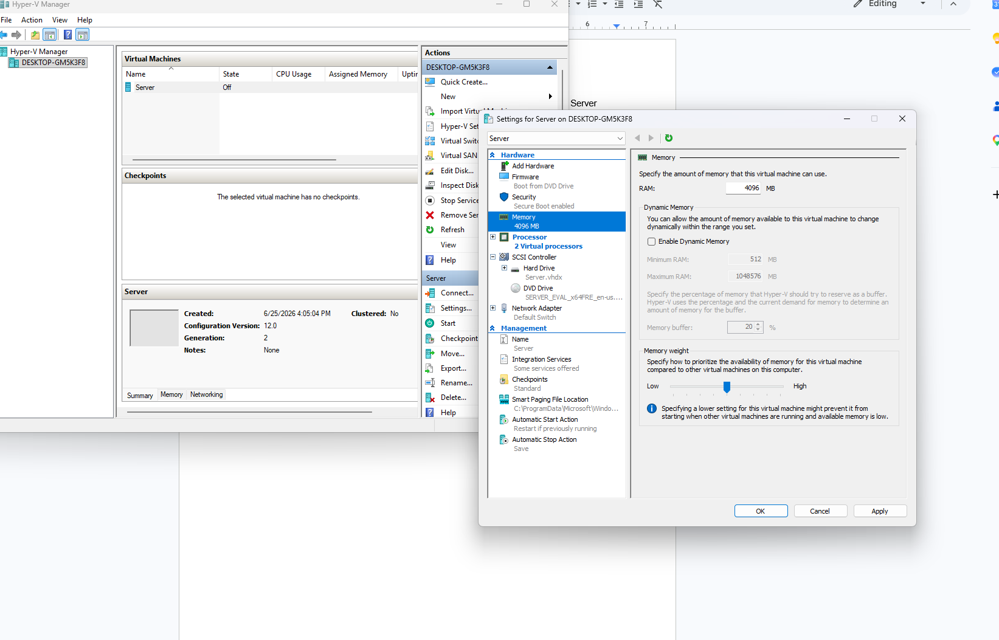 Hyper-V Manager
File Action View Help
Hyper-V Manager
DESKTOP-GM5K3F8
Virtual Machines
Name State CPU Usage Assigned Memory Uptir
Server Off
Checkpoints
The selected virtual machine has no checkpoints.
Server
Created: 6/25/2026 4:05:04 PM Clustered: No
Configuration Version: 12.0
Generation: 2
Notes: None
Summary Memory Networking
Actions
DESKTOP-GM5K3F8
Quick Create...
New
Import Virtu
Hyper-V Set
Virtual Switc
Virtual SAN
Edit Disk...
Inspect Disk
Stop Service
Remove Ser
Refresh
View
Help
Server
Connect...
Settings...
Start
Checkpoint
Move...
Export...
Rename...
Delete...
Help
Editing
31
6 7
Server
Settings for Server on DESKTOP-GM5K3F8
Server
Hardware
Add Hardware
Firmware
Boot from DVD Drive
Security
Secure Boot enabled
Memory
4096 MB
Processor
2 Virtual processors
SCSI Controller
Hard Drive
Server.vhdx
DVD Drive
SERVER_EVAL_x64FRE_en-us....
Network Adapter
Default Switch
Management
Name
Server
Integration Services
Some services offered
Checkpoints
Standard
Smart Paging File Location
C:\ProgramData\Microsoft\Windo...
Automatic Start Action
Restart if previously running
Automatic Stop Action
Save
Memory
Specify the amount of memory that this virtual machine can use.
RAM: 4096 MB
Dynamic Memory
You can allow the amount of memory available to this virtual machine to change
dynamically within the range you set.
Enable Dynamic Memory
Minimum RAM: 512 MB
Maximum RAM: 1048576 MB
Specify the percentage of memory that Hyper-V should try to reserve as a buffer.
Hyper-V uses the percentage and the current demand for memory to determine an
amount of memory for the buffer.
Memory buffer: 20 %
Memory weight
Specify how to prioritize the availability of memory for this virtual machine
compared to other virtual machines on this computer.
Low High
Specifying a lower setting for this virtual machine might prevent it from
starting when other virtual machines are running and available memory is low.
OK Cancel Apply